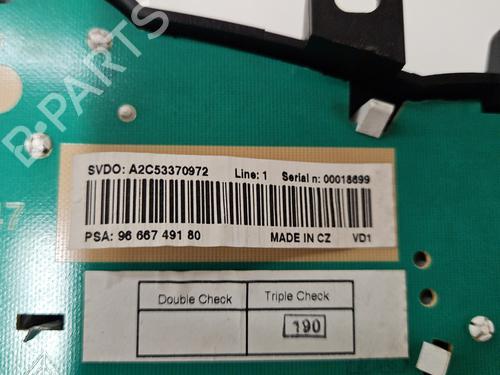 B-PARTS
47
SVDO: A2C53370972 Line: 1 Serial n: 00018699
PSA: 96 667 491 80 MADE IN CZ VD1
Double Check Triple Check
190